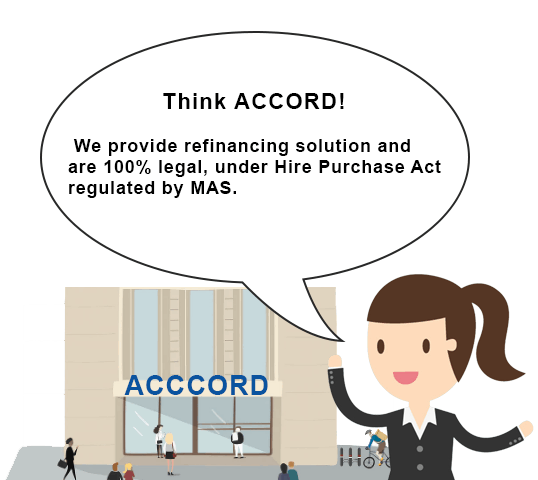 Think ACCORD!
We provide refinancing solution and
are 100% legal, under Hire Purchase Act
regulated by MAS.
ACCCORD